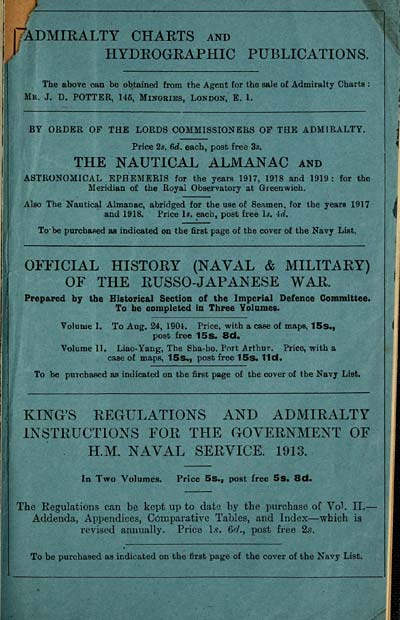 ADMIRALTY CHARTS AND
HYDROGRAPHIC PUBLICATIONS.
The above can be obtained from the Agent for the sale of Admiralty Charts :
MR. J. D. POTTER, 145, MINORIES, LONDON, E. 1.
BY ORDER OF THE LORDS COMMISSIONERS OF THE ADMIRALTY.
Price 2s. 6d. each, post free 3s.
THE NAUTICAL ALMANAC AND
ASTRONOMICAL EPHEMERIS for the years 1917, 1918 and 1919 : for the
Meridian of the Royal Observatory at Greenwich.
Also The Nautical Almanac, abridged for the use of Seamen, for the years 1917
and 1918. Price 1s. each, post free 1s. 4d.
To be purchased as indicated on the first page of the cover of the Navy List.
OFFICIAL HISTORY (NAVAL & MILITARY)
OF THE RUSSO-JAPANESE WAR.
Prepared by the Historical Section of the Imperial Defence Committee.
To be completed in Three Volumes.
Volume I. To Aug. 24, 1904. Price, with a case of maps, 15s.,
post free 15s. 8d.
Volume II. Liao-Yang, The Sha-ho, Port Arthur. Price, with a
case of maps, 15s., post free 15s. 11d.
To be purchased as indicated on the first page of the cover of the Navy List.
KING'S REGULATIONS AND ADMIRALTY
INSTRUCTIONS FOR THE GOVERNMENT OF
H.M. NAVAL SERVICE. 1913.
In Two Volumes. Price 5s., post free 5s. 8d.
The Regulations can be kept up to date by the purchase of Vol. II.—
Addenda, Appendices, Comparative Tables, and Index—which is
revised annually. Price 1s. 6d., post free 2s.
To be purchased as indicated on the first page of the cover of the Navy List.